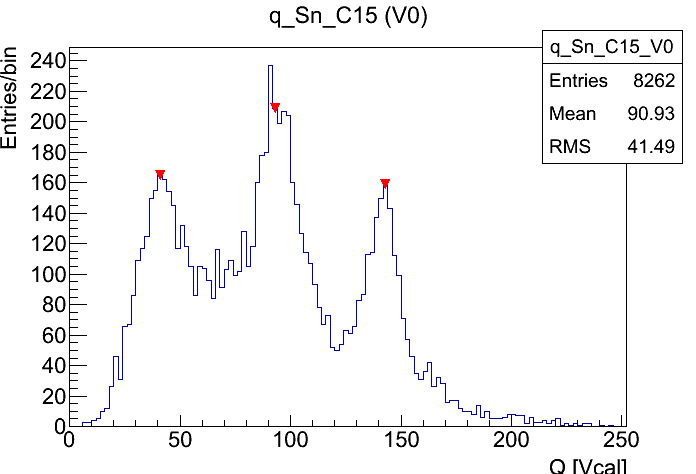 q_Sn_C15 (V0)
q_Sn_C15_V0
Entries 8262
Mean 90.93
RMS 41.49
Entries/bin
240
220
200
180
160
140
120
100
80
60
40
20
0
0 50 100 150 200 250
Q [Vcal]